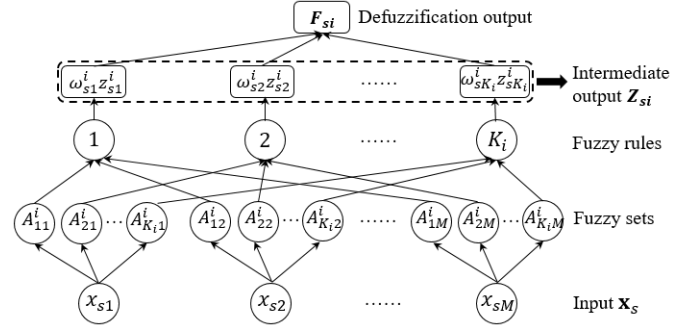 F_si Defuzzification output
ω^i_s1 z^i_s1 ω^i_s2 z^i_s2 ...... ω^i_sK_i z^i_sK_i Intermediate
output Z_si
1 2 ...... K_i Fuzzy rules
A^i_11 A^i_21 ... A^i_K_i1 A^i_12 A^i_22 ... A^i_K_i2 ...... A^i_1M A^i_2M ... A^i_K_iM Fuzzy sets
x_s1 x_s2 ...... x_sM Input x_s